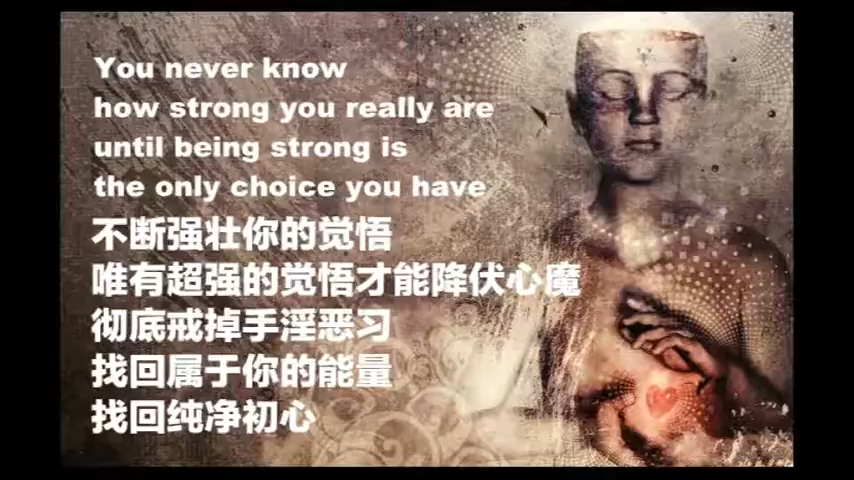 You never know
how strong you really are
until being strong is
the only choice you have
不断强壮你的觉悟
唯有超强的觉悟才能降伏心魔
彻底戒掉手淫恶习
找回属于你的能量
找回纯净初心